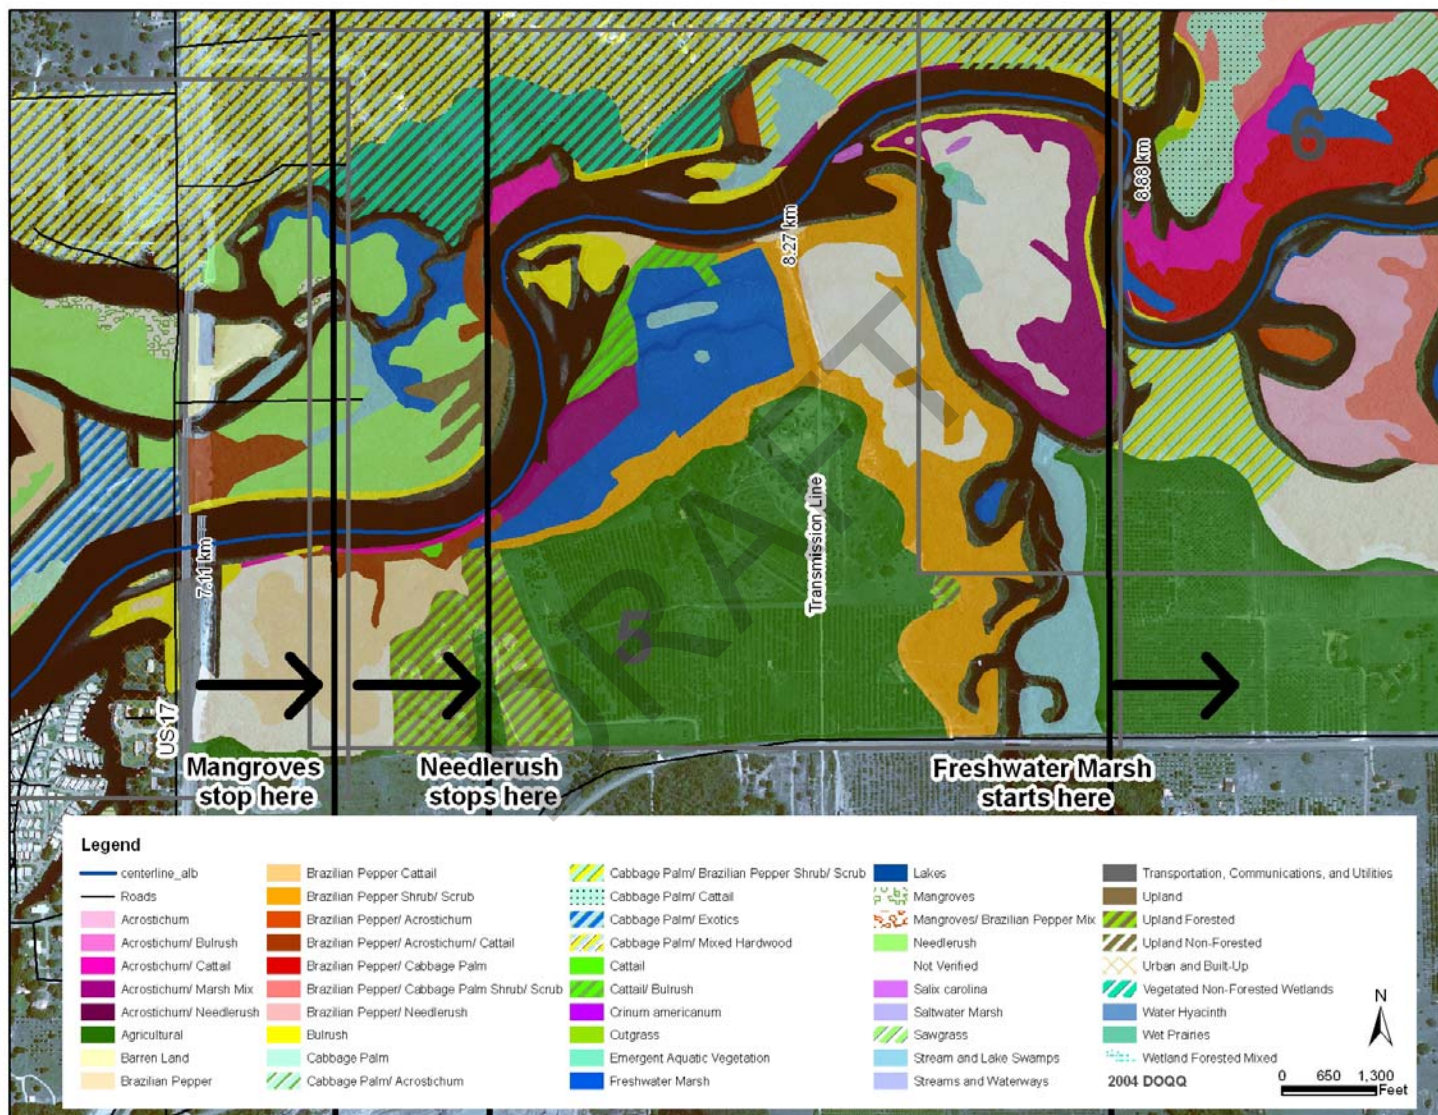 6
8.88 km
8.27 km
7.11 km
Transmission Line
5
DRAFT
US 17
Mangroves
stop here
Needlerush
stops here
Freshwater Marsh
starts here
Legend
centerline_alb
Roads
Acrostichum
Acrostichum/ Bulrush
Acrostichum/ Cattail
Acrostichum/ Marsh Mix
Acrostichum/ Needlerush
Agricultural
Barren Land
Brazilian Pepper
Brazilian Pepper Cattail
Brazilian Pepper Shrub/ Scrub
Brazilian Pepper/ Acrostichum
Brazilian Pepper/ Acrostichum/ Cattail
Brazilian Pepper/ Cabbage Palm
Brazilian Pepper/ Cabbage Palm Shrub/ Scrub
Brazilian Pepper/ Needlerush
Bulrush
Cabbage Palm
Cabbage Palm/ Acrostichum
Cabbage Palm/ Brazilian Pepper Shrub/ Scrub
Cabbage Palm/ Cattail
Cabbage Palm/ Exotics
Cabbage Palm/ Mixed Hardwood
Cattail
Cattail/ Bulrush
Crinum americanum
Cutgrass
Emergent Aquatic Vegetation
Freshwater Marsh
Lakes
Mangroves
Mangroves/ Brazilian Pepper Mix
Needlerush
Not Verified
Salix carolina
Saltwater Marsh
Sawgrass
Stream and Lake Swamps
Streams and Waterways
Transportation, Communications, and Utilities
Upland
Upland Forested
Upland Non-Forested
Urban and Built-Up
Vegetated Non-Forested Wetlands
Water Hyacinth
Wet Prairies
Wetland Forested Mixed
2004 DOQQ
N
0 650 1,300
Feet